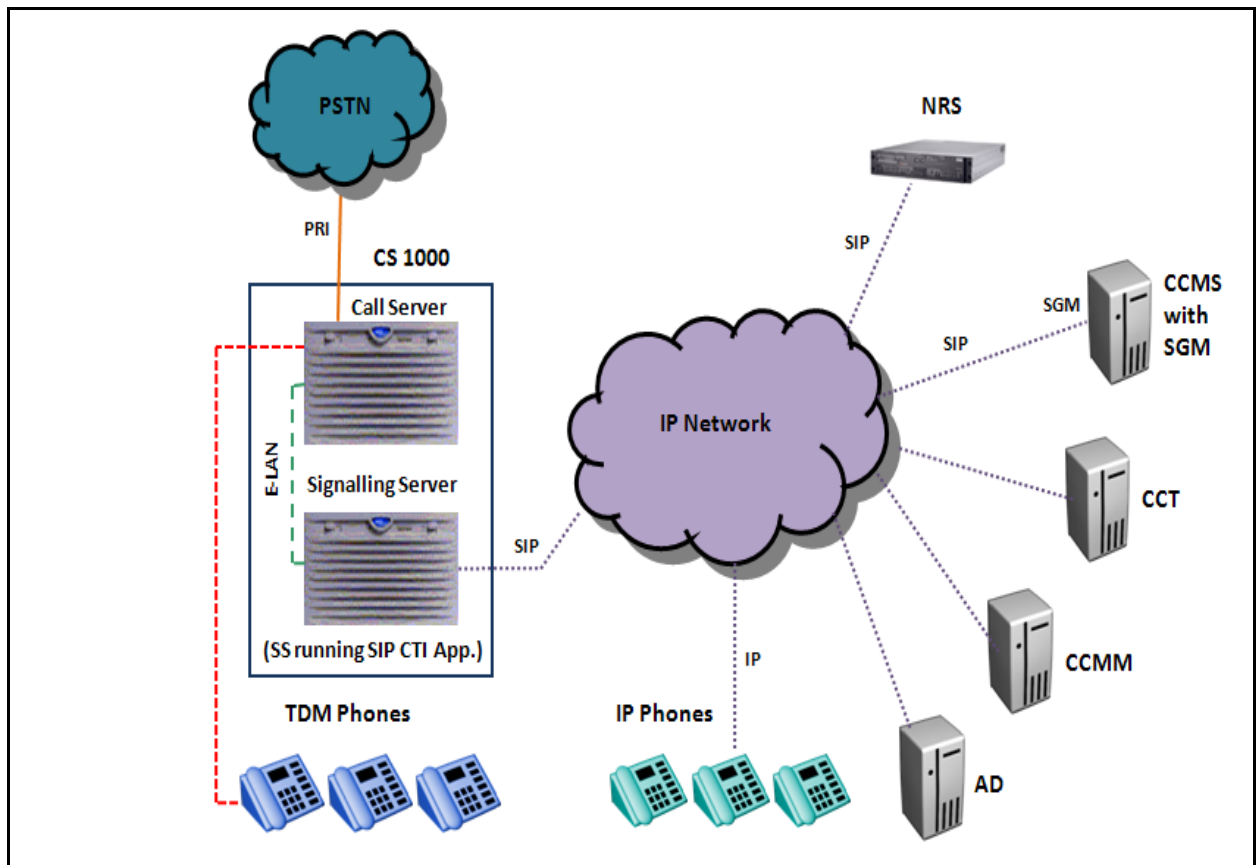 PSTN
NRS
PRI
CS 1000
SIP
Call Server
CCMS
with
SGM
SGM
SIP
IP Network
E-LAN
Signalling Server
CCT
SIP
(SS running SIP CTI App.)
IP
CCMM
TDM Phones
IP Phones
AD